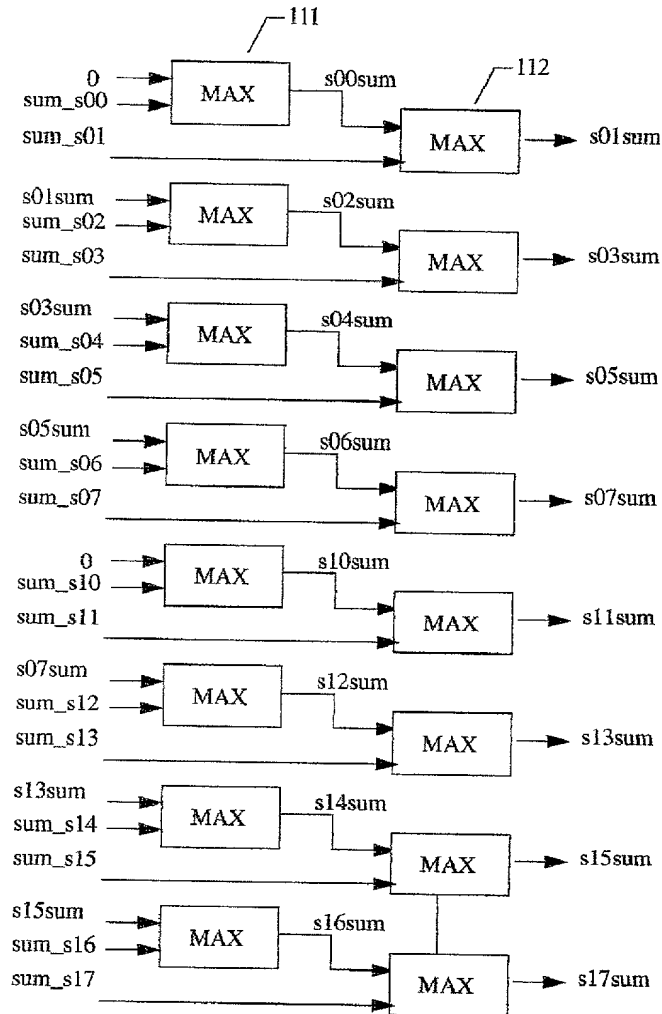 111
0
sum_s00
sum_s01
MAX
s00sum
112
MAX
s01sum
s01sum
sum_s02
sum_s03
MAX
s02sum
MAX
s03sum
s03sum
sum_s04
sum_s05
MAX
s04sum
MAX
s05sum
s05sum
sum_s06
sum_s07
MAX
s06sum
MAX
s07sum
0
sum_s10
sum_s11
MAX
s10sum
MAX
s11sum
s07sum
sum_s12
sum_s13
MAX
s12sum
MAX
s13sum
s13sum
sum_s14
sum_s15
MAX
s14sum
MAX
s15sum
s15sum
sum_s16
sum_s17
MAX
s16sum
MAX
s17sum